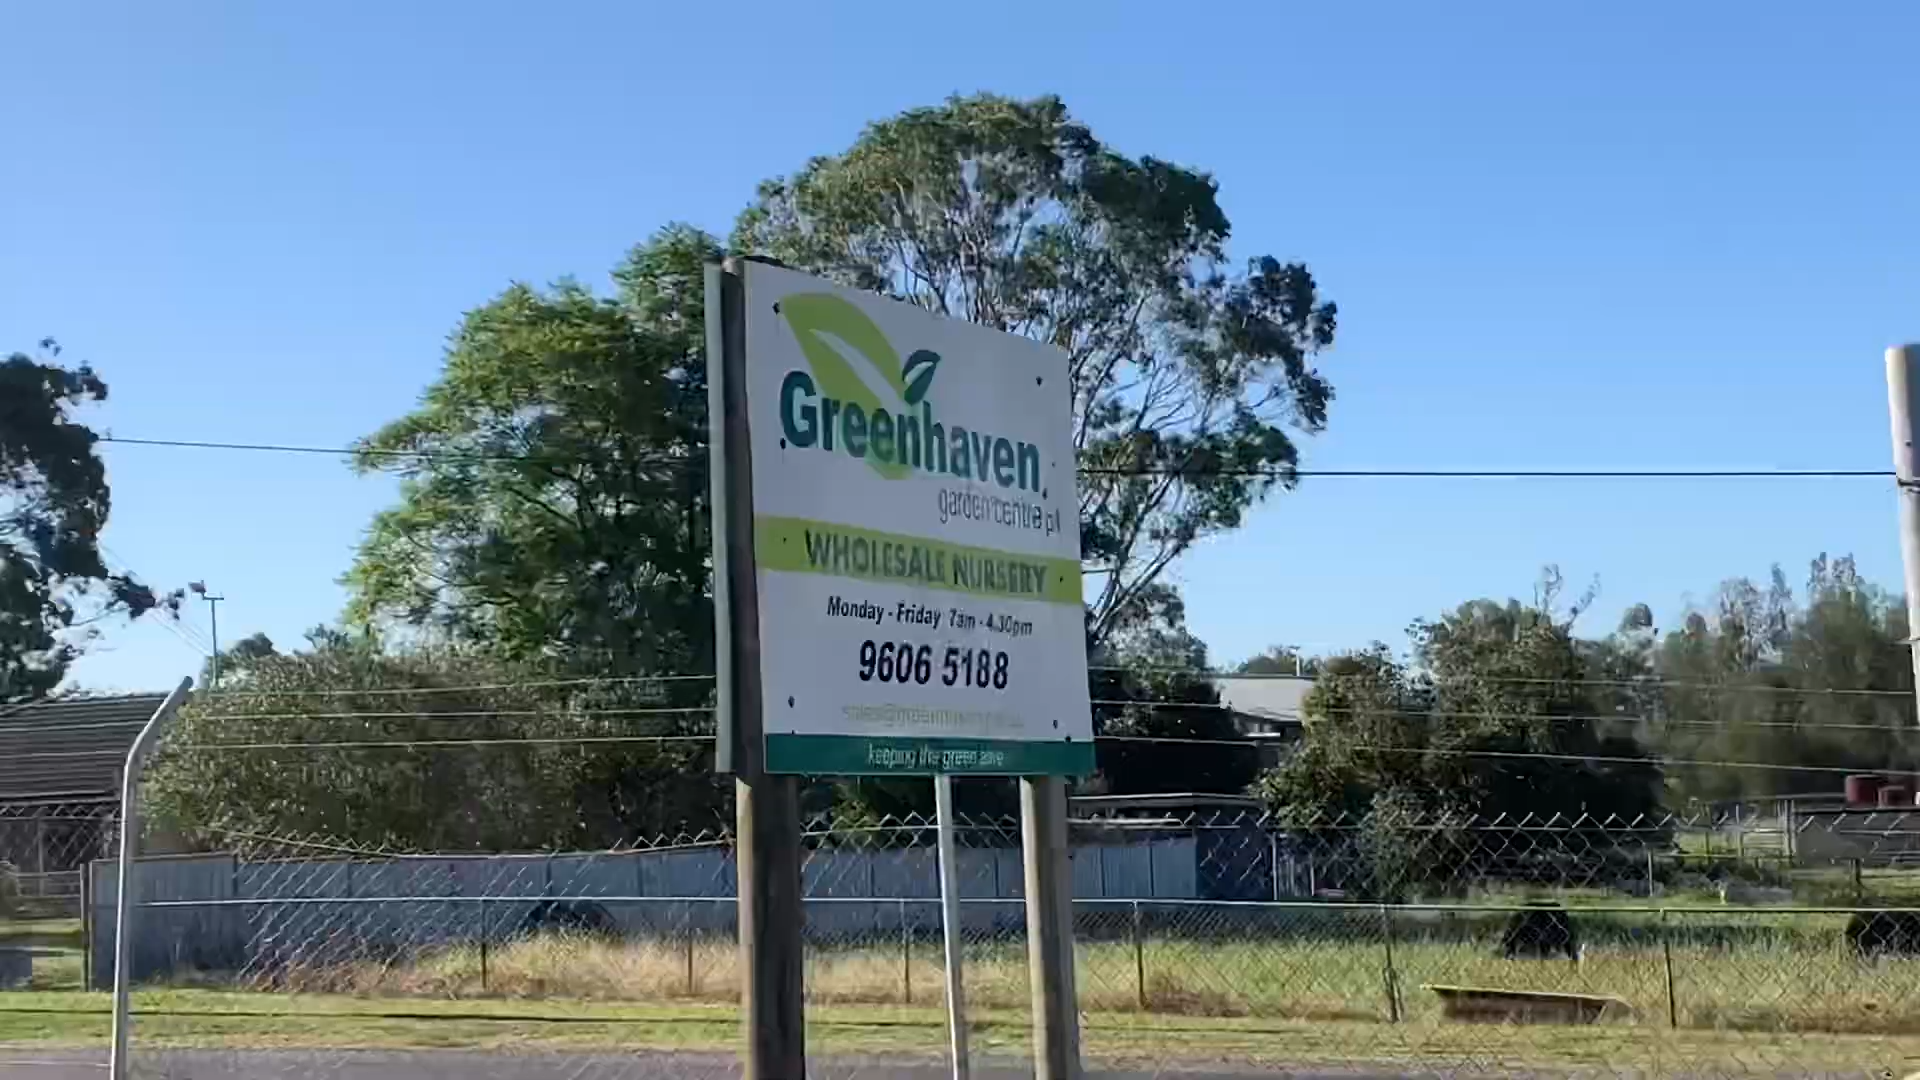 Greenhaven
garden centre p/l
WHOLESALE NURSERY
Monday - Friday 7am - 4.30pm
9606 5188
keeping the green alive